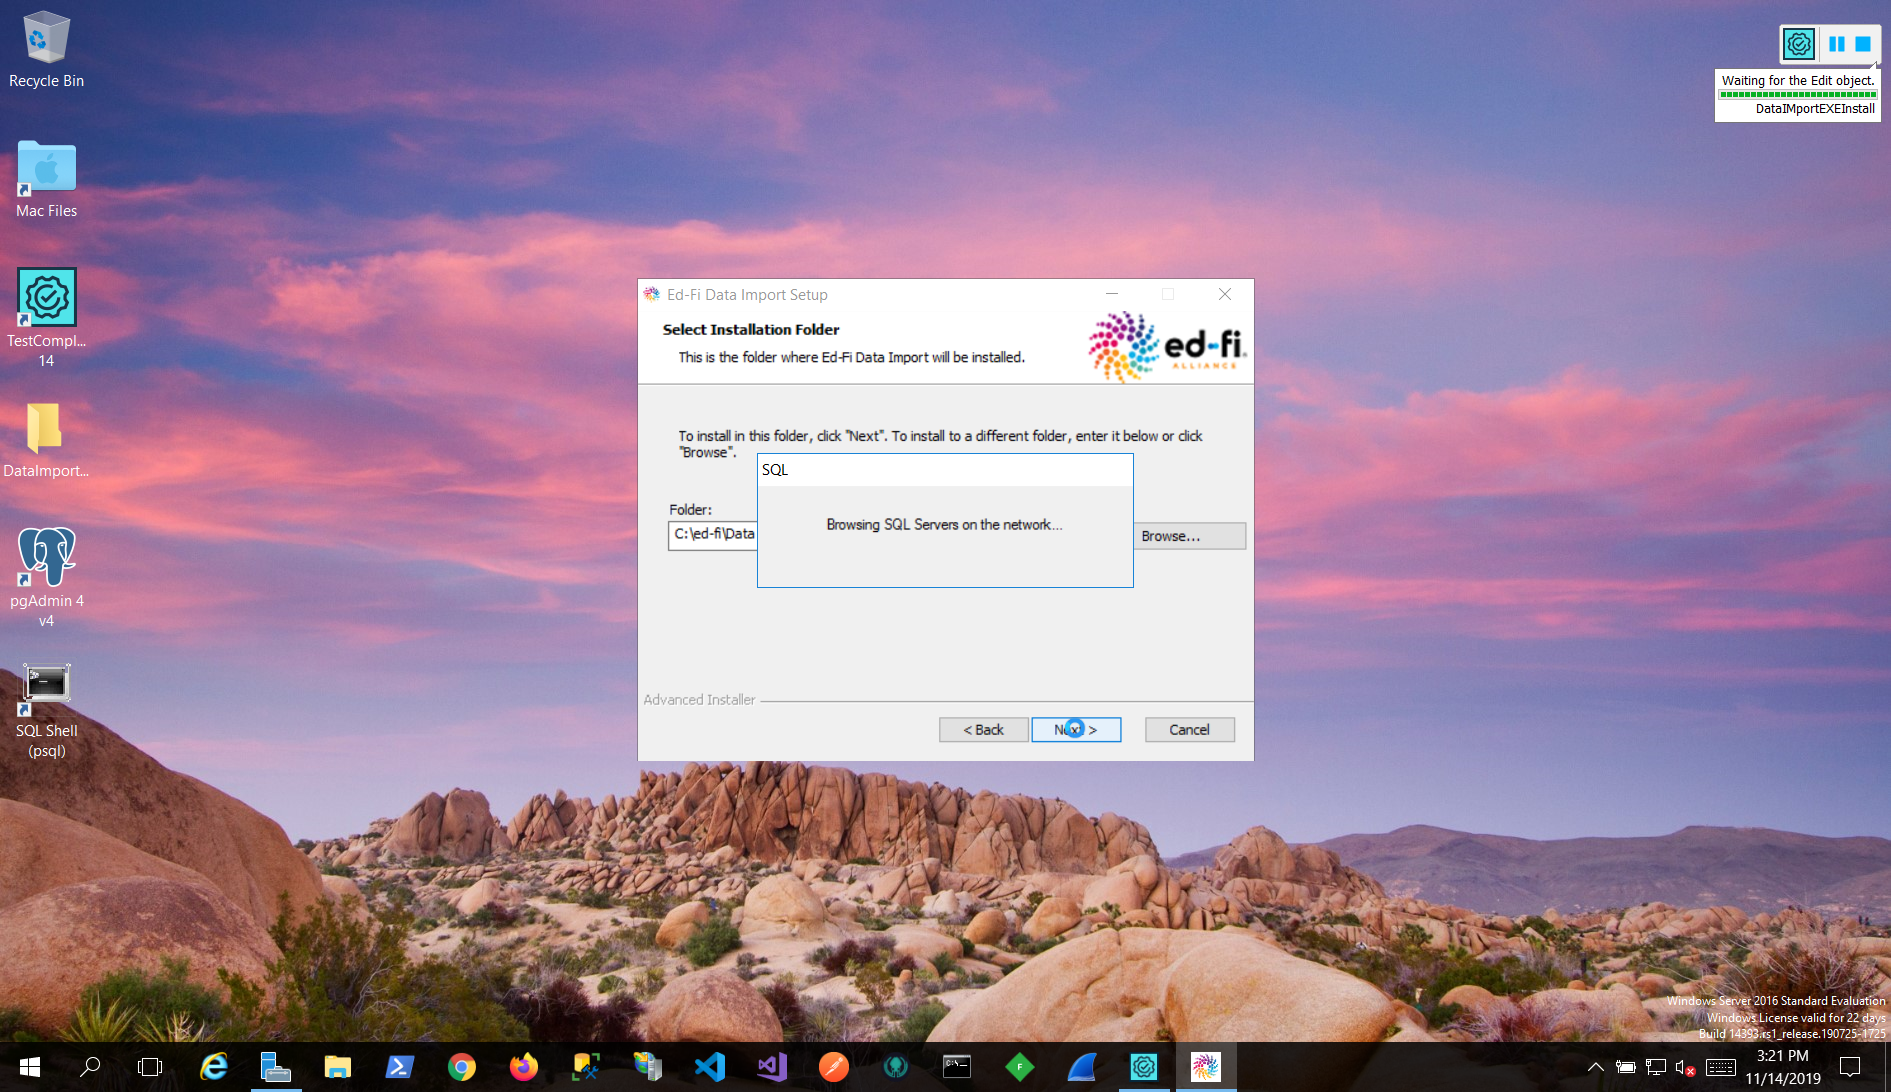 Recycle Bin
Mac Files
TestCompl...
14
DataImport...
pgAdmin 4
v4
SQL Shell
(psql)
Waiting for the Edit object.
DataIMportEXEInstall
Ed-Fi Data Import Setup
Select Installation Folder
This is the folder where Ed-Fi Data Import will be installed.
ed-fi
ALLIANCE
To install in this folder, click "Next". To install to a different folder, enter it below or click
"Browse".
SQL
Browsing SQL Servers on the network...
Folder:
C:\ed-fi\Data
Browse...
Advanced Installer
< Back
Next >
Cancel
Windows Server 2016 Standard Evaluation
Windows License valid for 22 days
Build 14393.rs1_release.190725-1725
3:21 PM
11/14/2019